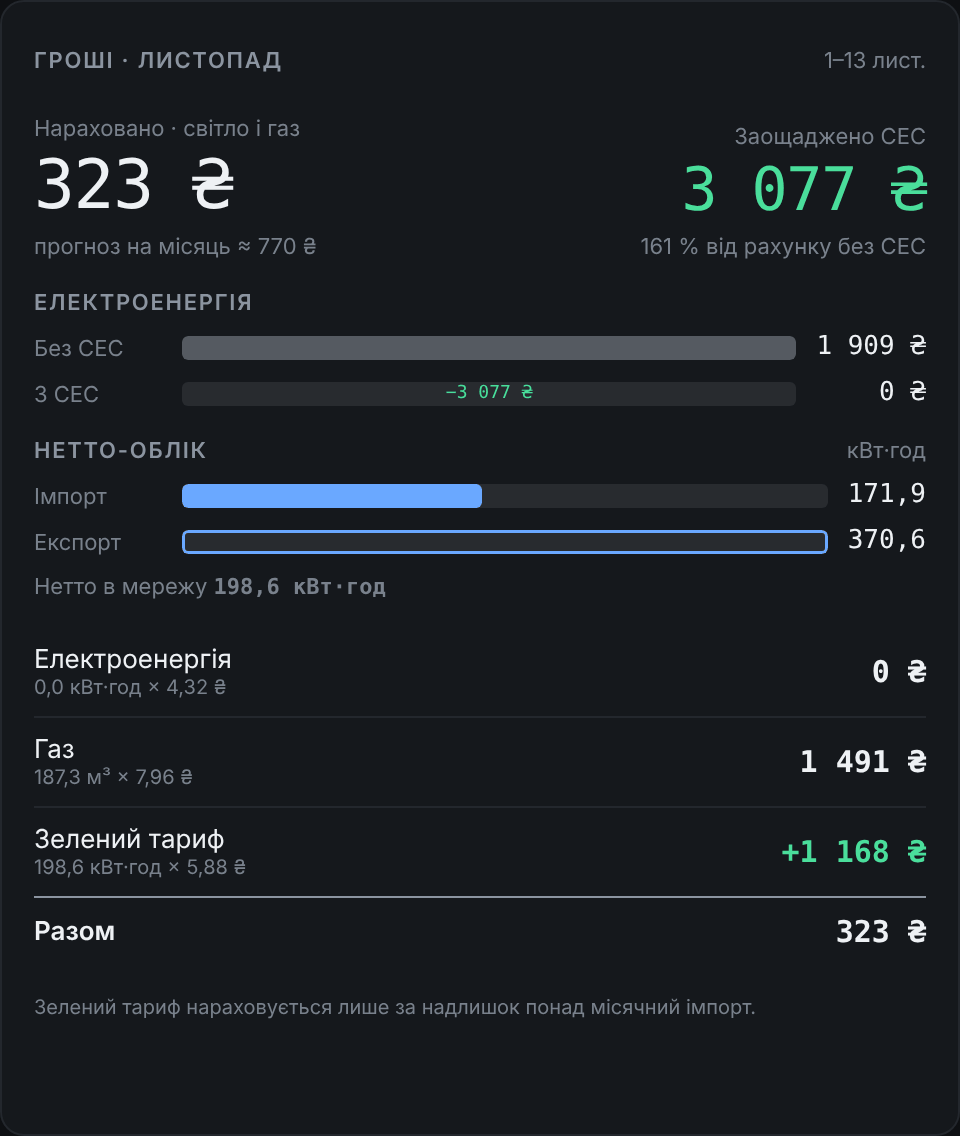 ГРОШІ · ЛИСТОПАД
1–13 лист.
Нараховано · світло і газ
323 ₴
прогноз на місяць ≈ 770 ₴
Заощаджено СЕС
3 077 ₴
161 % від рахунку без СЕС
ЕЛЕКТРОЕНЕРГІЯ
Без СЕС 1 909 ₴
З СЕС −3 077 ₴ 0 ₴
НЕТТО-ОБЛІК кВт·год
Імпорт 171,9
Експорт 370,6
Нетто в мережу 198,6 кВт·год
Електроенергія 0 ₴
0,0 кВт·год × 4,32 ₴
Газ 1 491 ₴
187,3 м³ × 7,96 ₴
Зелений тариф +1 168 ₴
198,6 кВт·год × 5,88 ₴
Разом 323 ₴
Зелений тариф нараховується лише за надлишок понад місячний імпорт.